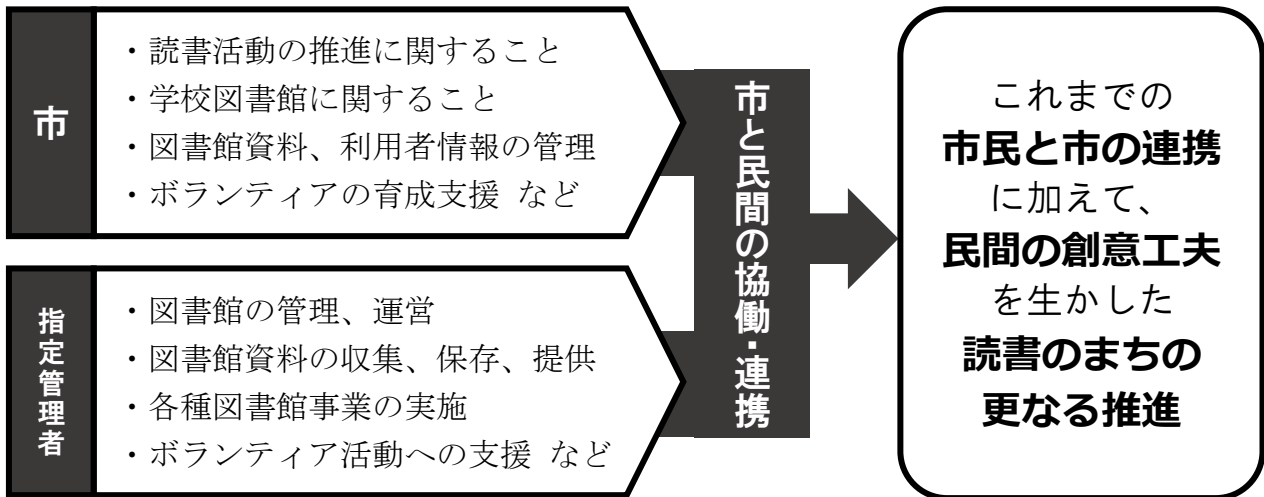 市
・読書活動の推進に関すること
・学校図書館に関すること
・図書館資料、利用者情報の管理
・ボランティアの育成支援 など
指定管理者
・図書館の管理、運営
・図書館資料の収集、保存、提供
・各種図書館事業の実施
・ボランティア活動への支援 など
市と民間の協働・連携
これまでの
市民と市の連携
に加えて、
民間の創意工夫
を生かした
読書のまちの
更なる推進